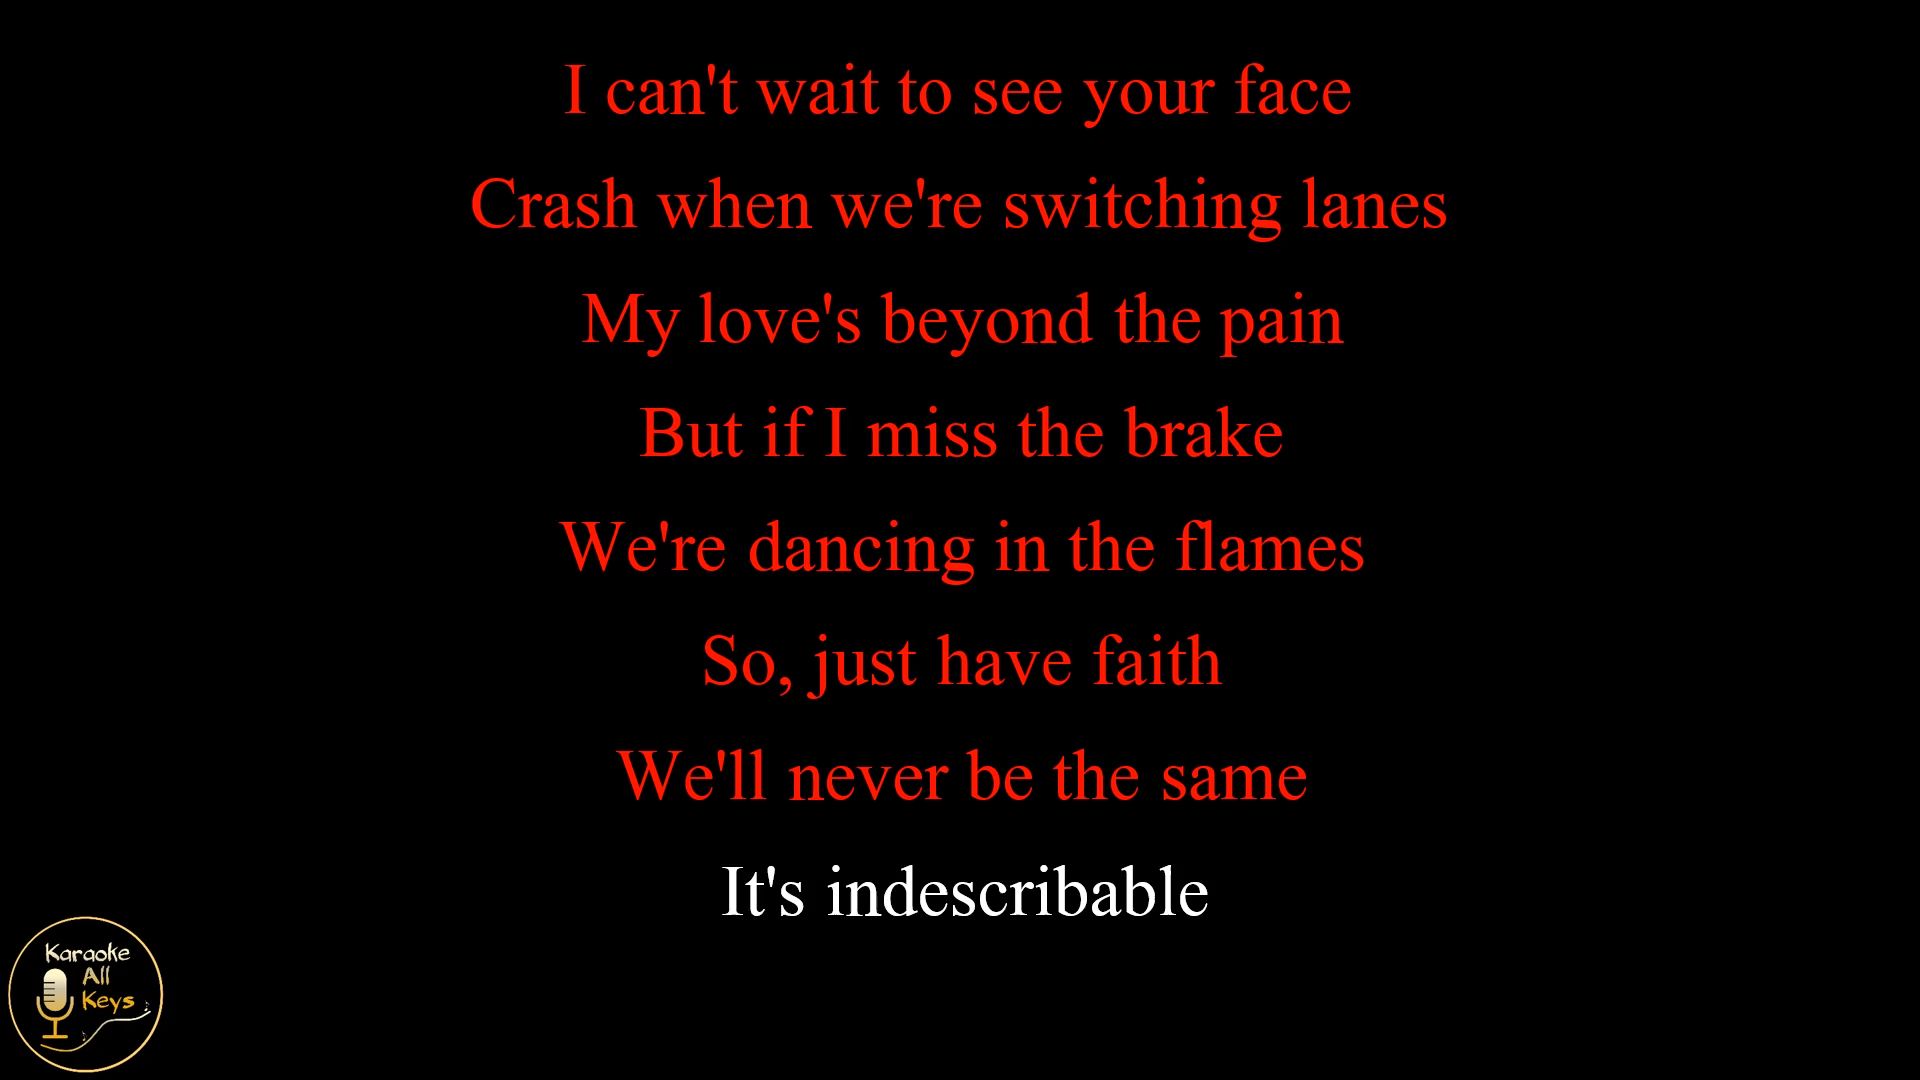 I can't wait to see your face
Crash when we're switching lanes
My love's beyond the pain
But if I miss the brake
We're dancing in the flames
So, just have faith
We'll never be the same
It's indescribable
Karaoke
All
Keys